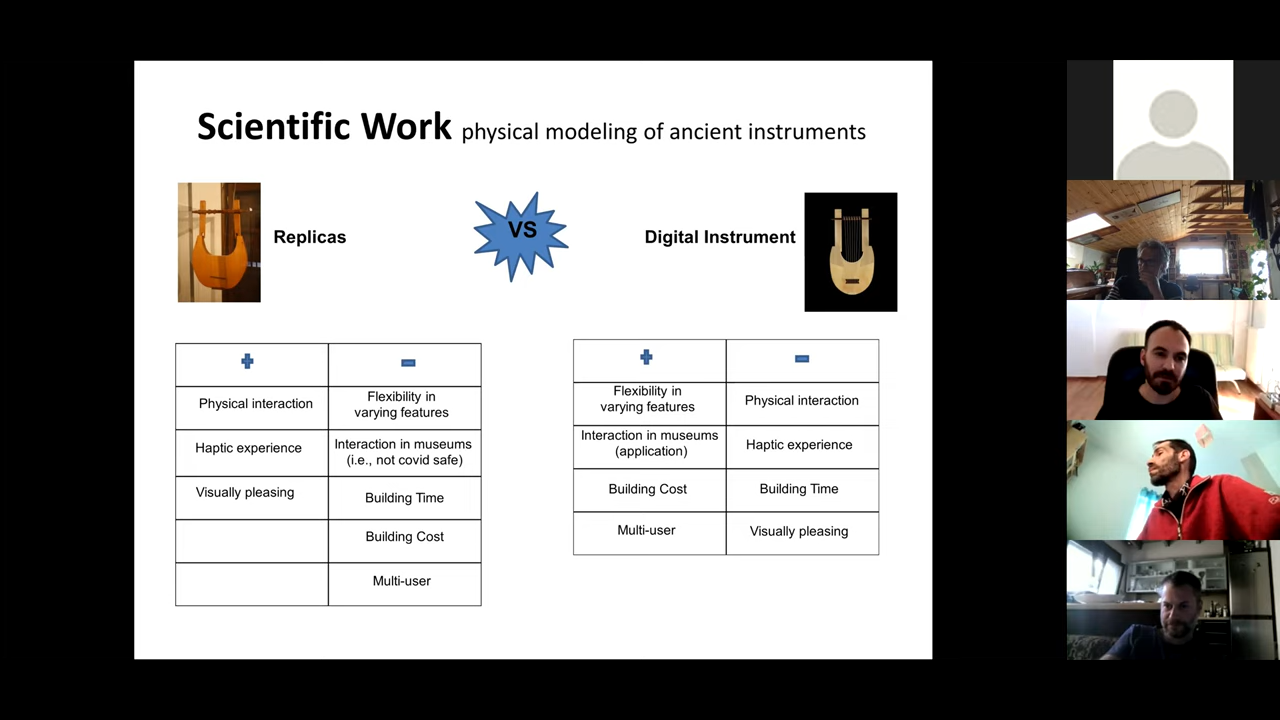 Scientific Work physical modeling of ancient instruments
Replicas
VS
Digital Instrument
Physical interaction
Flexibility in
varying features
Haptic experience
Interaction in museums
(i.e., not covid safe)
Visually pleasing
Building Time
Building Cost
Multi-user
Flexibility in
varying features
Physical interaction
Interaction in museums
(application)
Haptic experience
Building Cost
Building Time
Multi-user
Visually pleasing